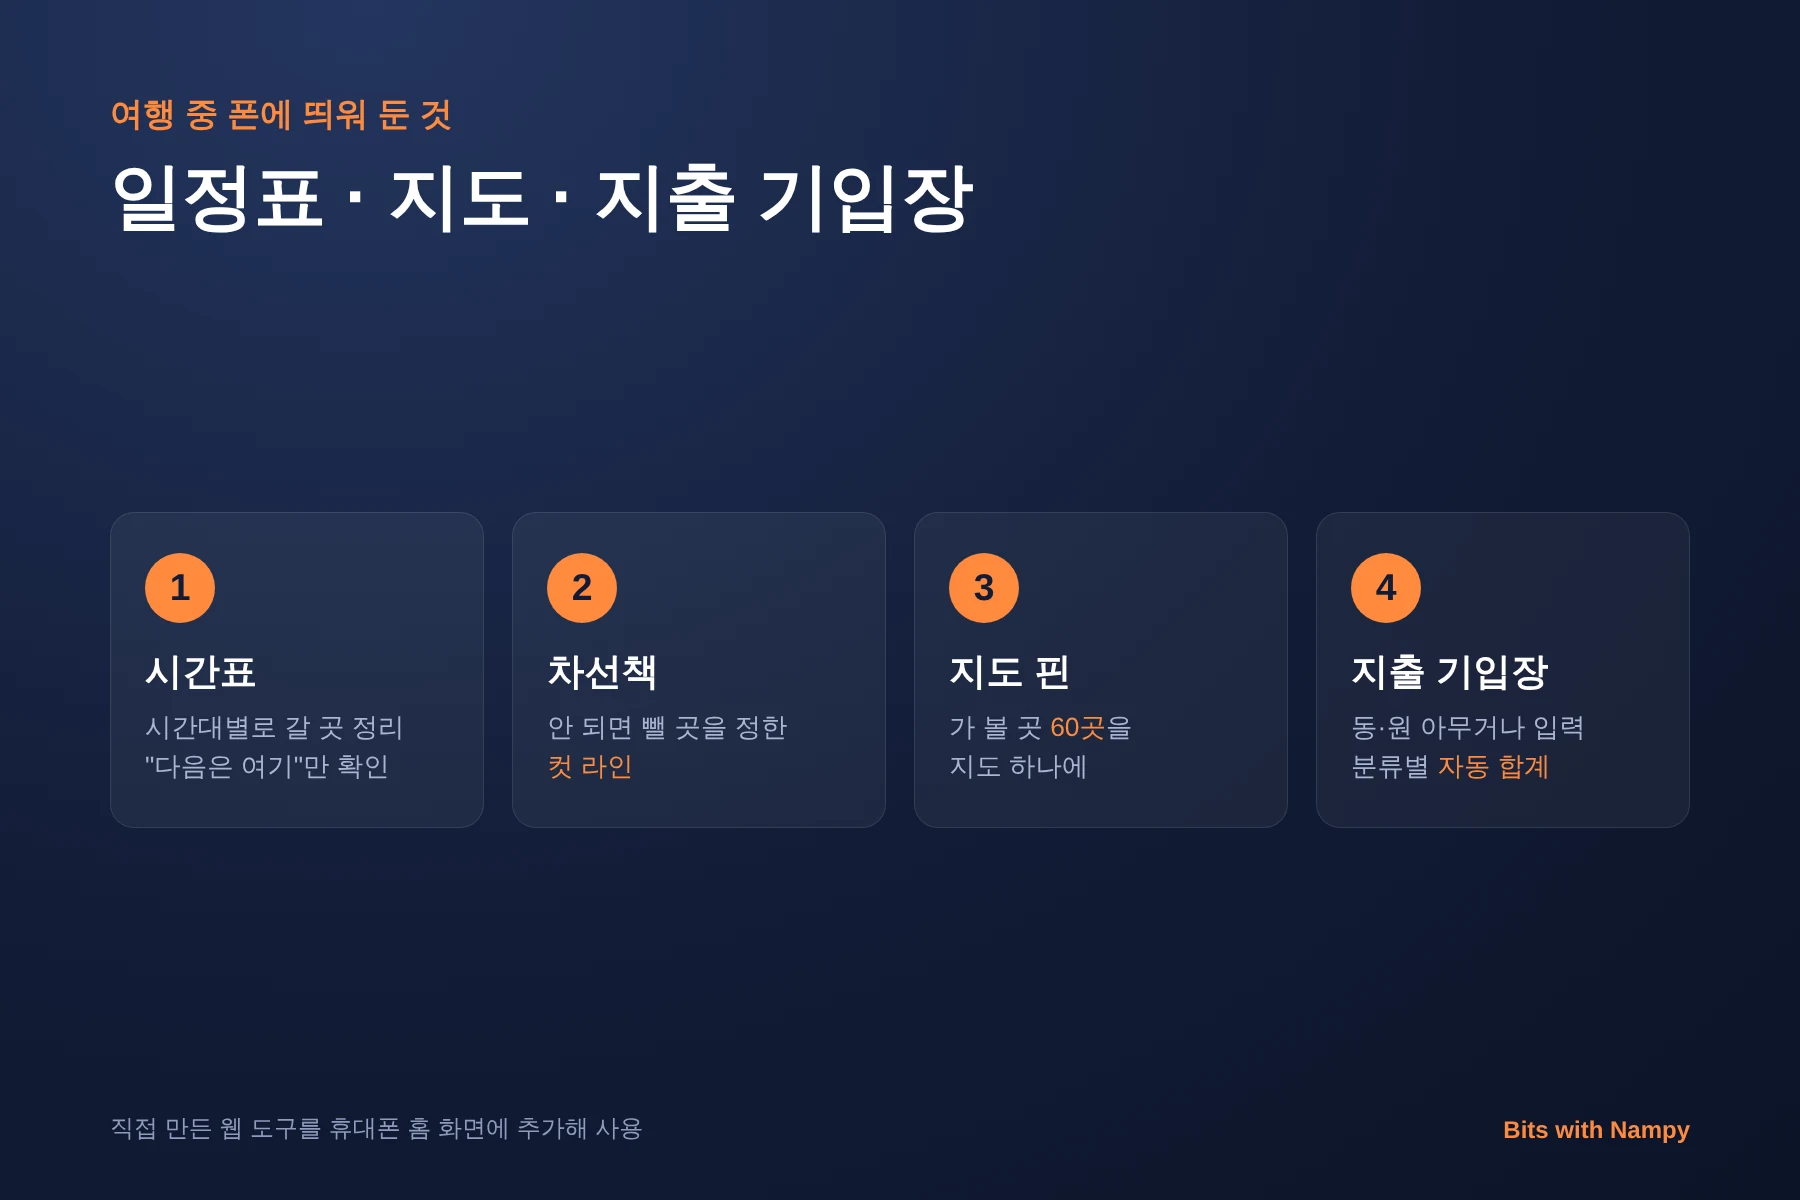 여행 중 폰에 띄워 둔 것
일정표 · 지도 · 지출 기입장
1
시간표
시간대별로 갈 곳 정리
"다음은 여기"만 확인
2
차선책
안 되면 뺄 곳을 정한
컷 라인
3
지도 핀
가 볼 곳 60곳을
지도 하나에
4
지출 기입장
동·원 아무거나 입력
분류별 자동 합계
직접 만든 웹 도구를 휴대폰 홈 화면에 추가해 사용
Bits with Nampy